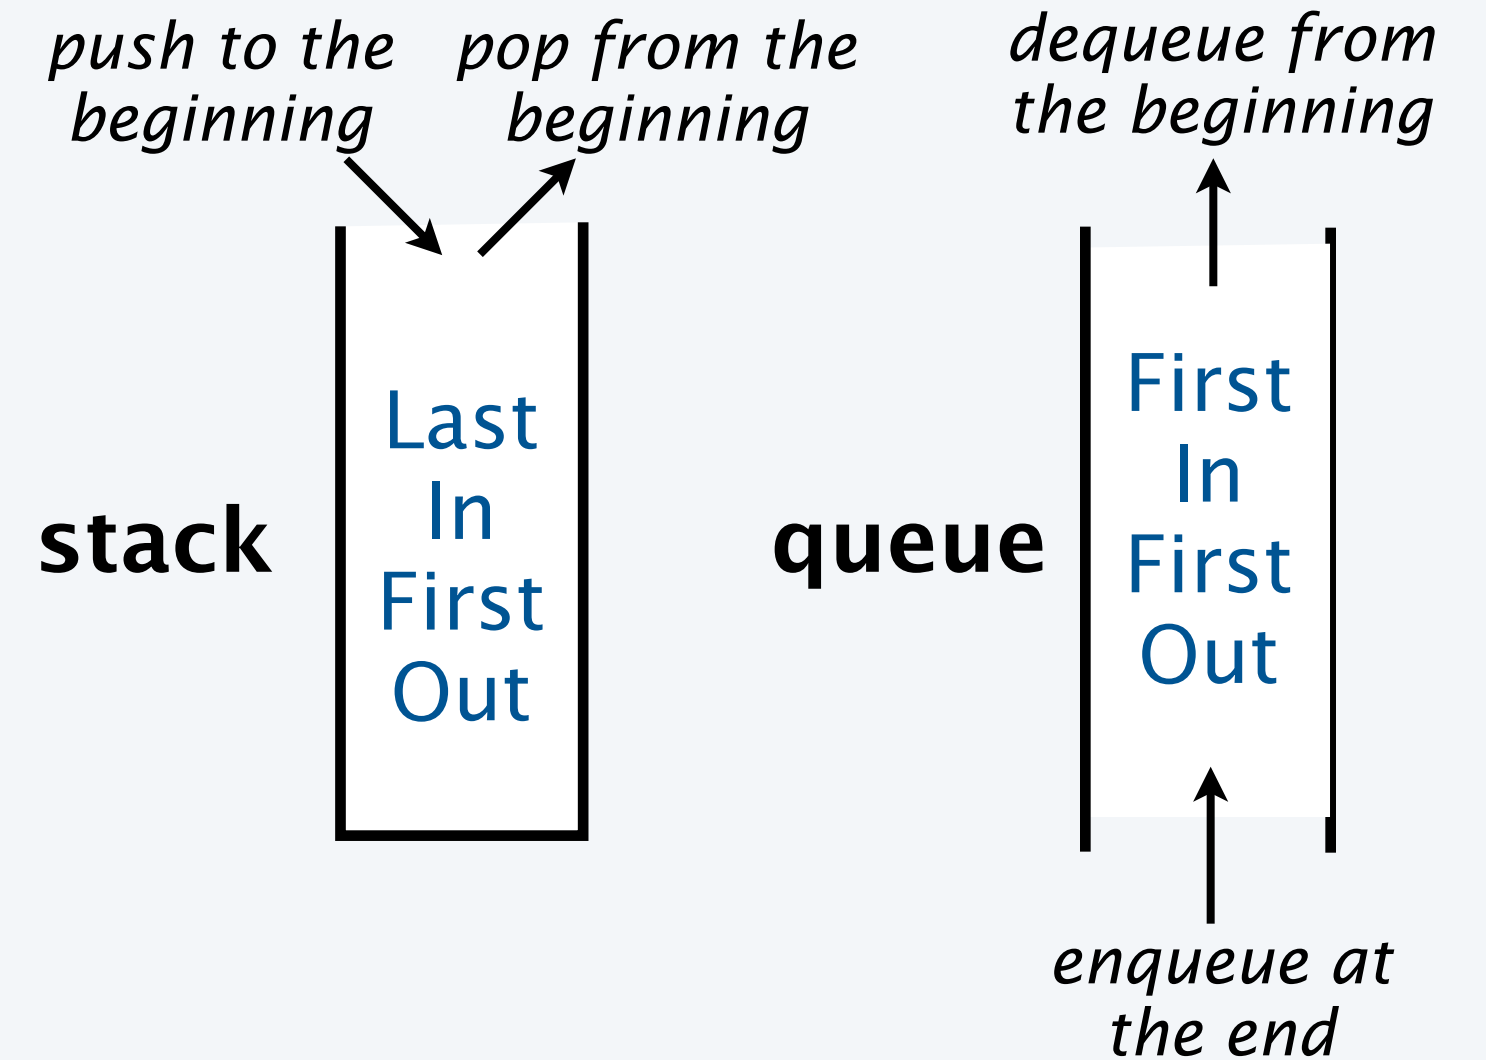 push to the
beginning
pop from the
beginning
stack
Last
In
First
Out
dequeue from
the beginning
queue
First
In
First
Out
enqueue at
the end